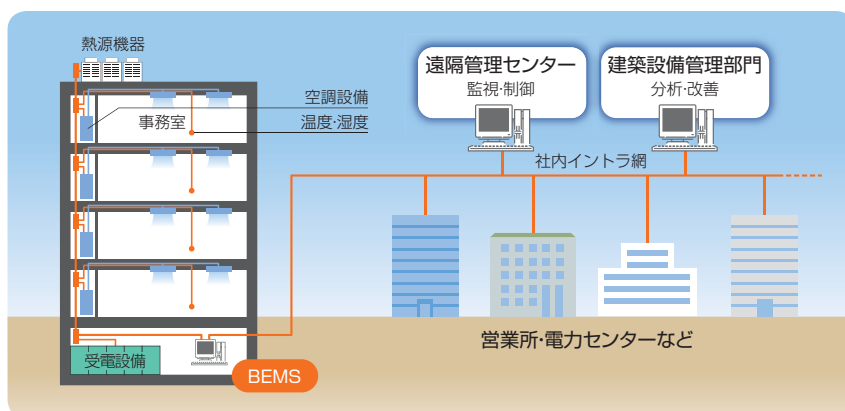 熱源機器
空調設備
事務室
温度·湿度
受電設備
BEMS
遠隔管理センター
監視·制御
建築設備管理部門
分析·改善
社内イントラ網
営業所·電力センターなど